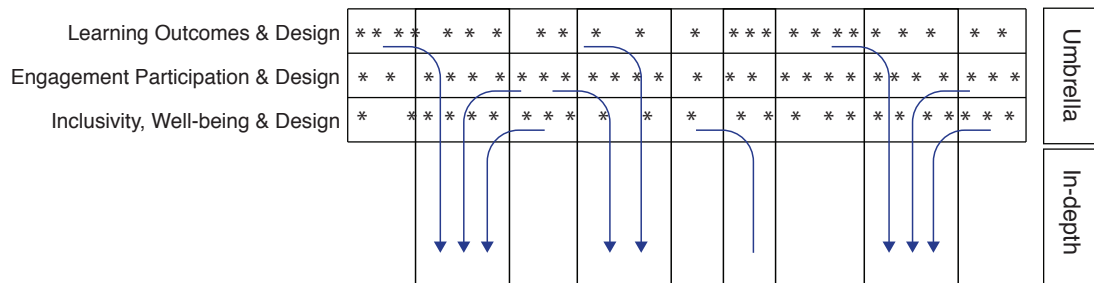 Learning Outcomes & Design
* * * * * * * * * * * * * * * * * * * * * * * *
Engagement Participation & Design
* * * * * * * * * * * * * * * * * * * * * * * * * * * * *
Inclusivity, Well-being & Design
* * * * * * * * * * * * * * * * * * * * * * * * *
Umbrella
In-depth